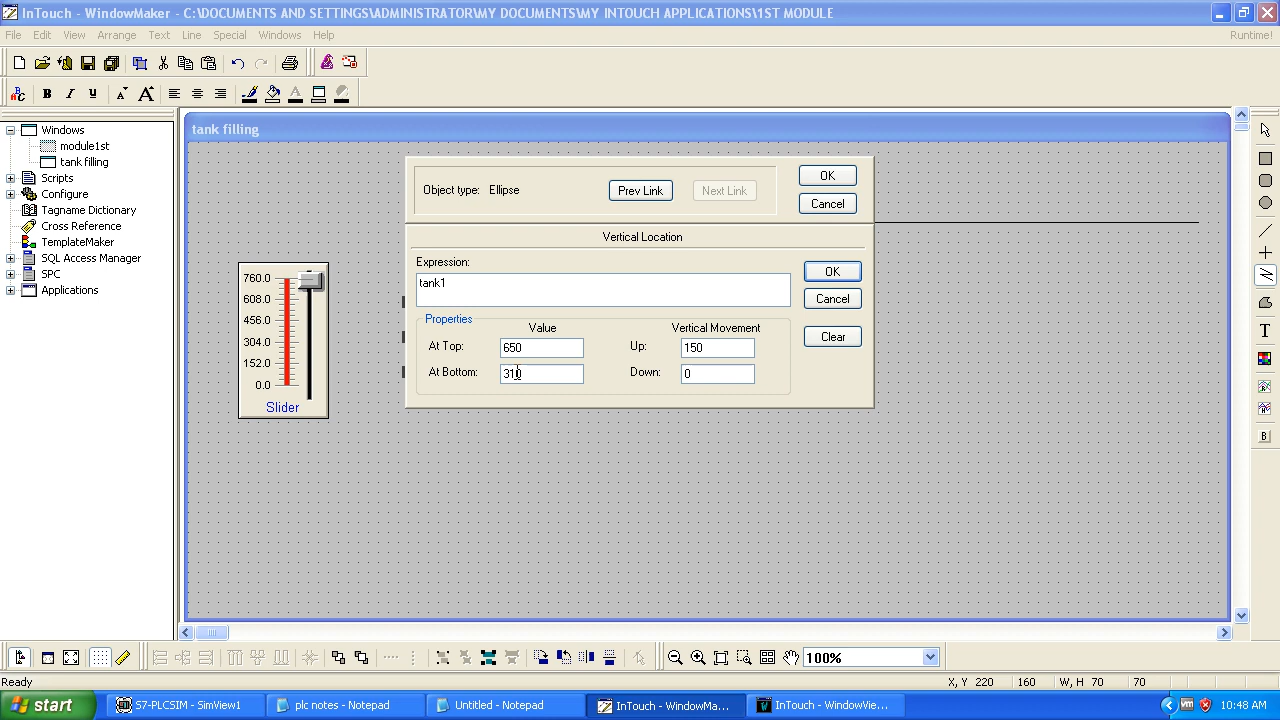 InTouch - WindowMaker - C:\DOCUMENTS AND SETTINGS\ADMINISTRATOR\MY DOCUMENTS\MY INTOUCH APPLICATIONS\1ST MODULE
File Edit View Arrange Text Line Special Windows Help Runtime!
B I U A A A
Windows
module1st
tank filling
Scripts
Configure
Tagname Dictionary
Cross Reference
TemplateMaker
SQL Access Manager
SPC
Applications
tank filling
Object type: Ellipse Prev Link Next Link OK
Cancel
Vertical Location
Expression:
tank1
OK
Cancel
Clear
Properties
Value Vertical Movement
At Top: 650 Up: 150
At Bottom: 310 Down: 0
760.0
608.0
456.0
304.0
152.0
0.0
Slider
T
B
100%
Ready X, Y 220 160 W, H 70 70
start S7-PLCSIM - SimView1 plc notes - Notepad Untitled - Notepad InTouch - WindowMa... InTouch - WindowVie... 10:48 AM